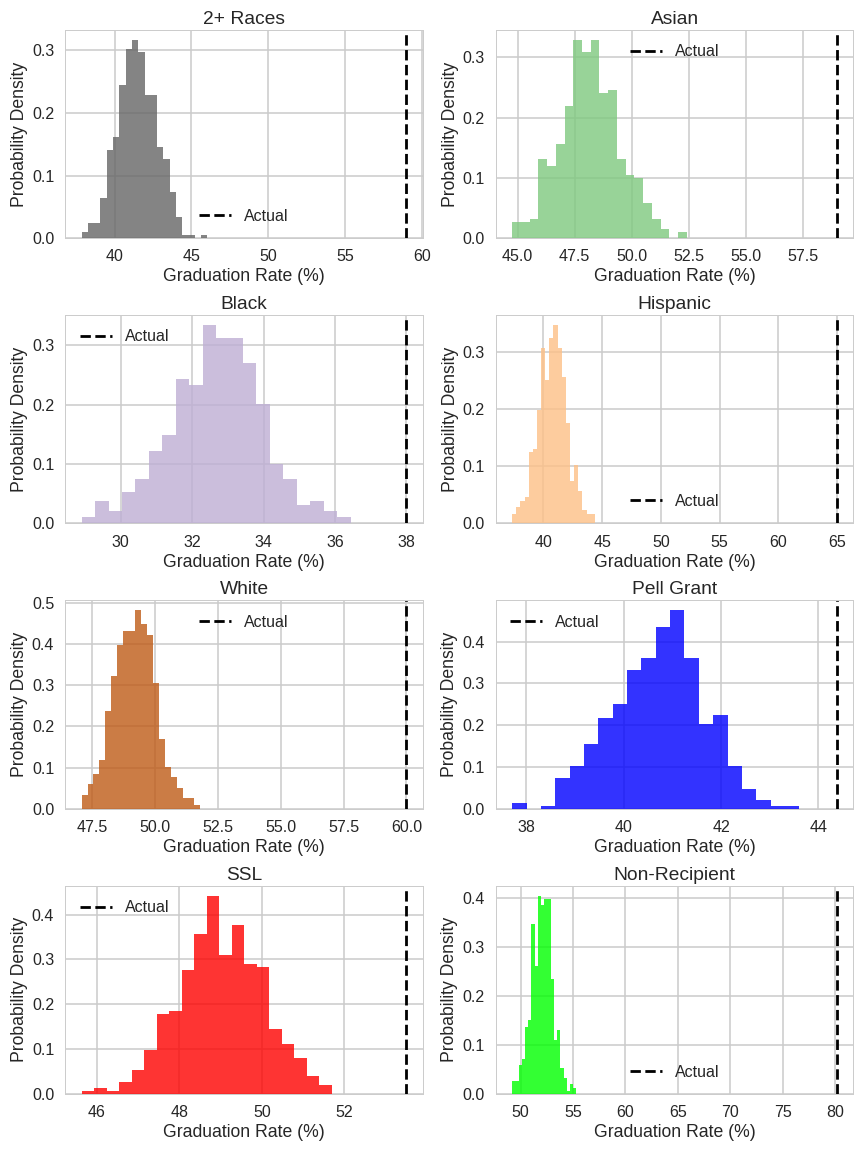 2+ Races
Probability Density
0.3
0.2
0.1
0.0
Actual
40 45 50 55 60
Graduation Rate (%)
Asian
Probability Density
0.3
0.2
0.1
0.0
Actual
45.0 47.5 50.0 52.5 55.0 57.5
Graduation Rate (%)
Black
Probability Density
0.3
0.2
0.1
0.0
Actual
30 32 34 36 38
Graduation Rate (%)
Hispanic
Probability Density
0.3
0.2
0.1
0.0
Actual
40 45 50 55 60 65
Graduation Rate (%)
White
Probability Density
0.5
0.4
0.3
0.2
0.1
0.0
Actual
47.5 50.0 52.5 55.0 57.5 60.0
Graduation Rate (%)
Pell Grant
Probability Density
0.4
0.3
0.2
0.1
0.0
Actual
38 40 42 44
Graduation Rate (%)
SSL
Probability Density
0.4
0.3
0.2
0.1
0.0
Actual
46 48 50 52
Graduation Rate (%)
Non-Recipient
Probability Density
0.4
0.3
0.2
0.1
0.0
Actual
50 55 60 65 70 75 80
Graduation Rate (%)